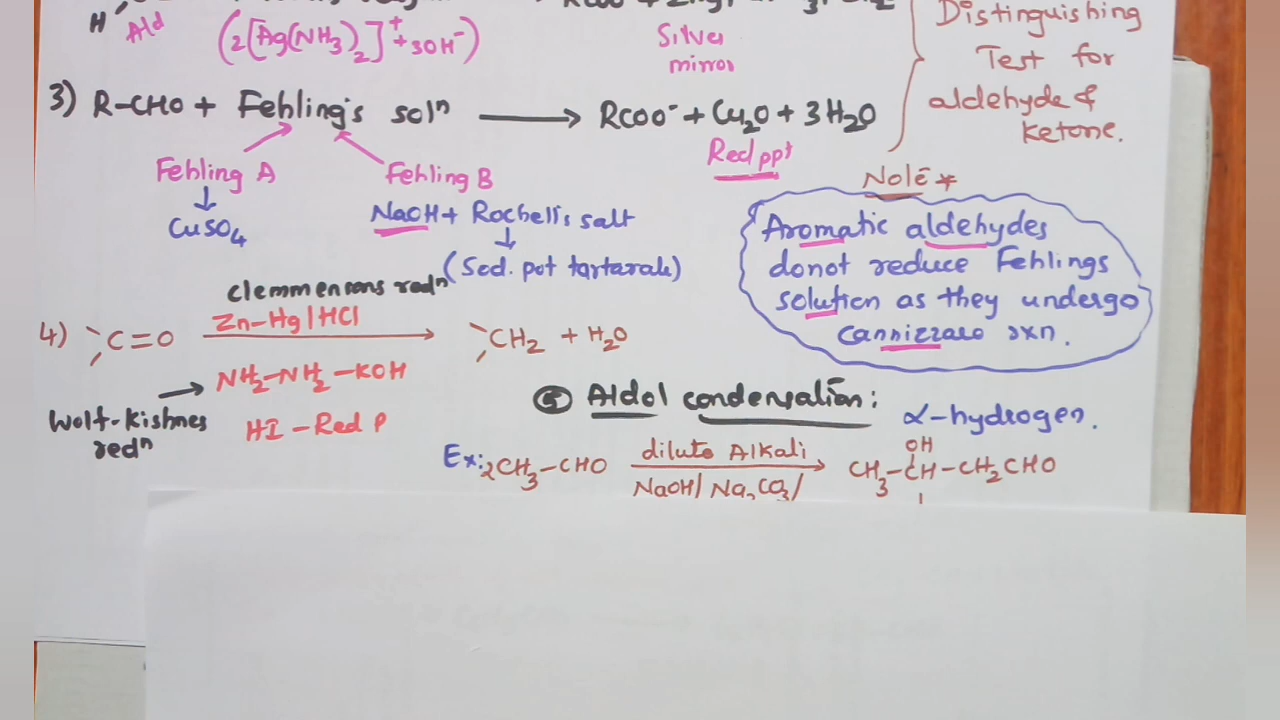 H
Ald
(2[Ag(NH3)2]+ + 3OH-)
Silver
mirror
Distinguishing
Test for
aldehyde &
Ketone.
3) R-CHO + Fehling's solⁿ ⟶ RCOO⁻ + Cu₂O + 3H₂O
Red ppt
Fehling A
Fehling B
CuSO₄
NaOH + Rochell's salt
(Sod. pot tartarate)
Note *
Aromatic aldehydes
donot reduce Fehlings
solution as they undergo
cannizzaro rxn.
clemmensons redⁿ
4) C=O Zn-Hg/HCl ⟶ CH₂ + H₂O
NH₂-NH₂-KOH
Wolf-Kishnes
redⁿ
HI - Red P
⑤ Aldol condensation:
α-hydrogen.
Ex: 2CH₃-CHO dilute Alkali ⟶ CH₃-CH-CH₂CHO
OH
NaOH/ Na₂CO₃/